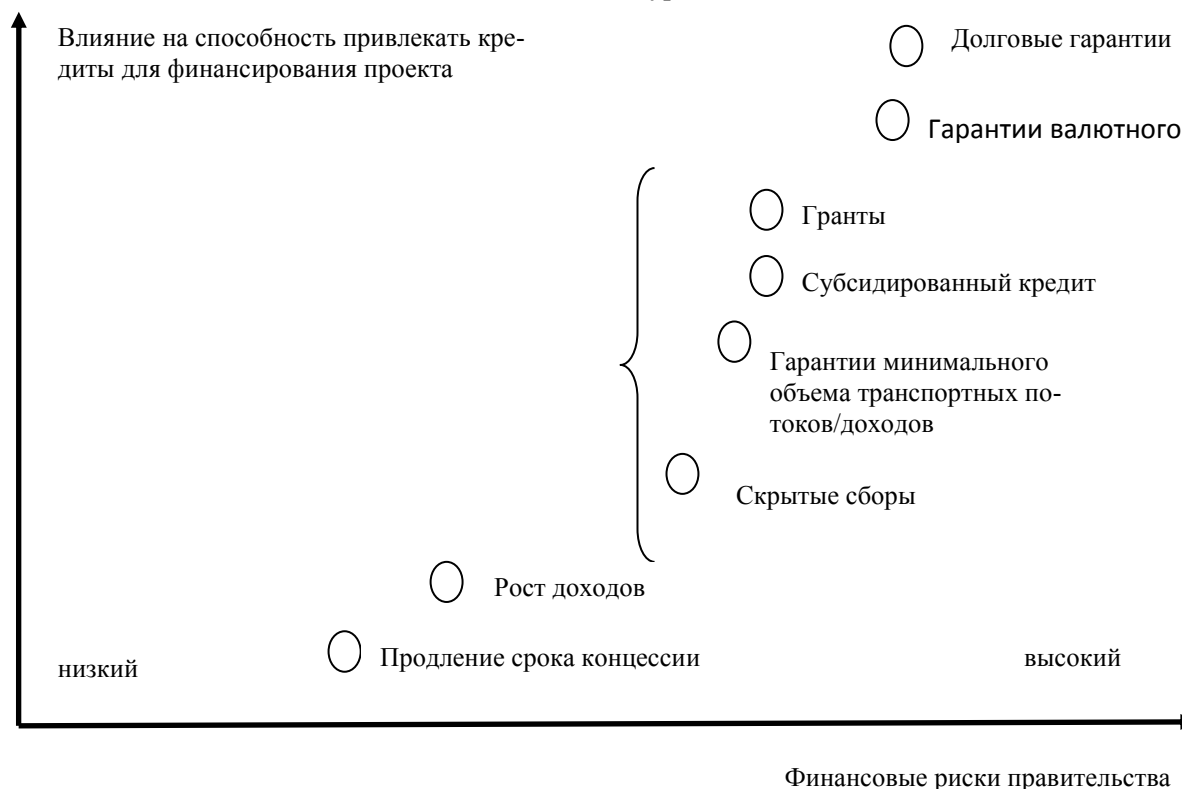 Влияние на способность привлекать кре-
диты для финансирования проекта
Долговые гарантии
Гарантии валютного
Гранты
Субсидированный кредит
Гарантии минимального
объема транспортных по-
токов/доходов
Скрытые сборы
Рост доходов
Продление срока концессии
низкий
высокий
Финансовые риски правительства